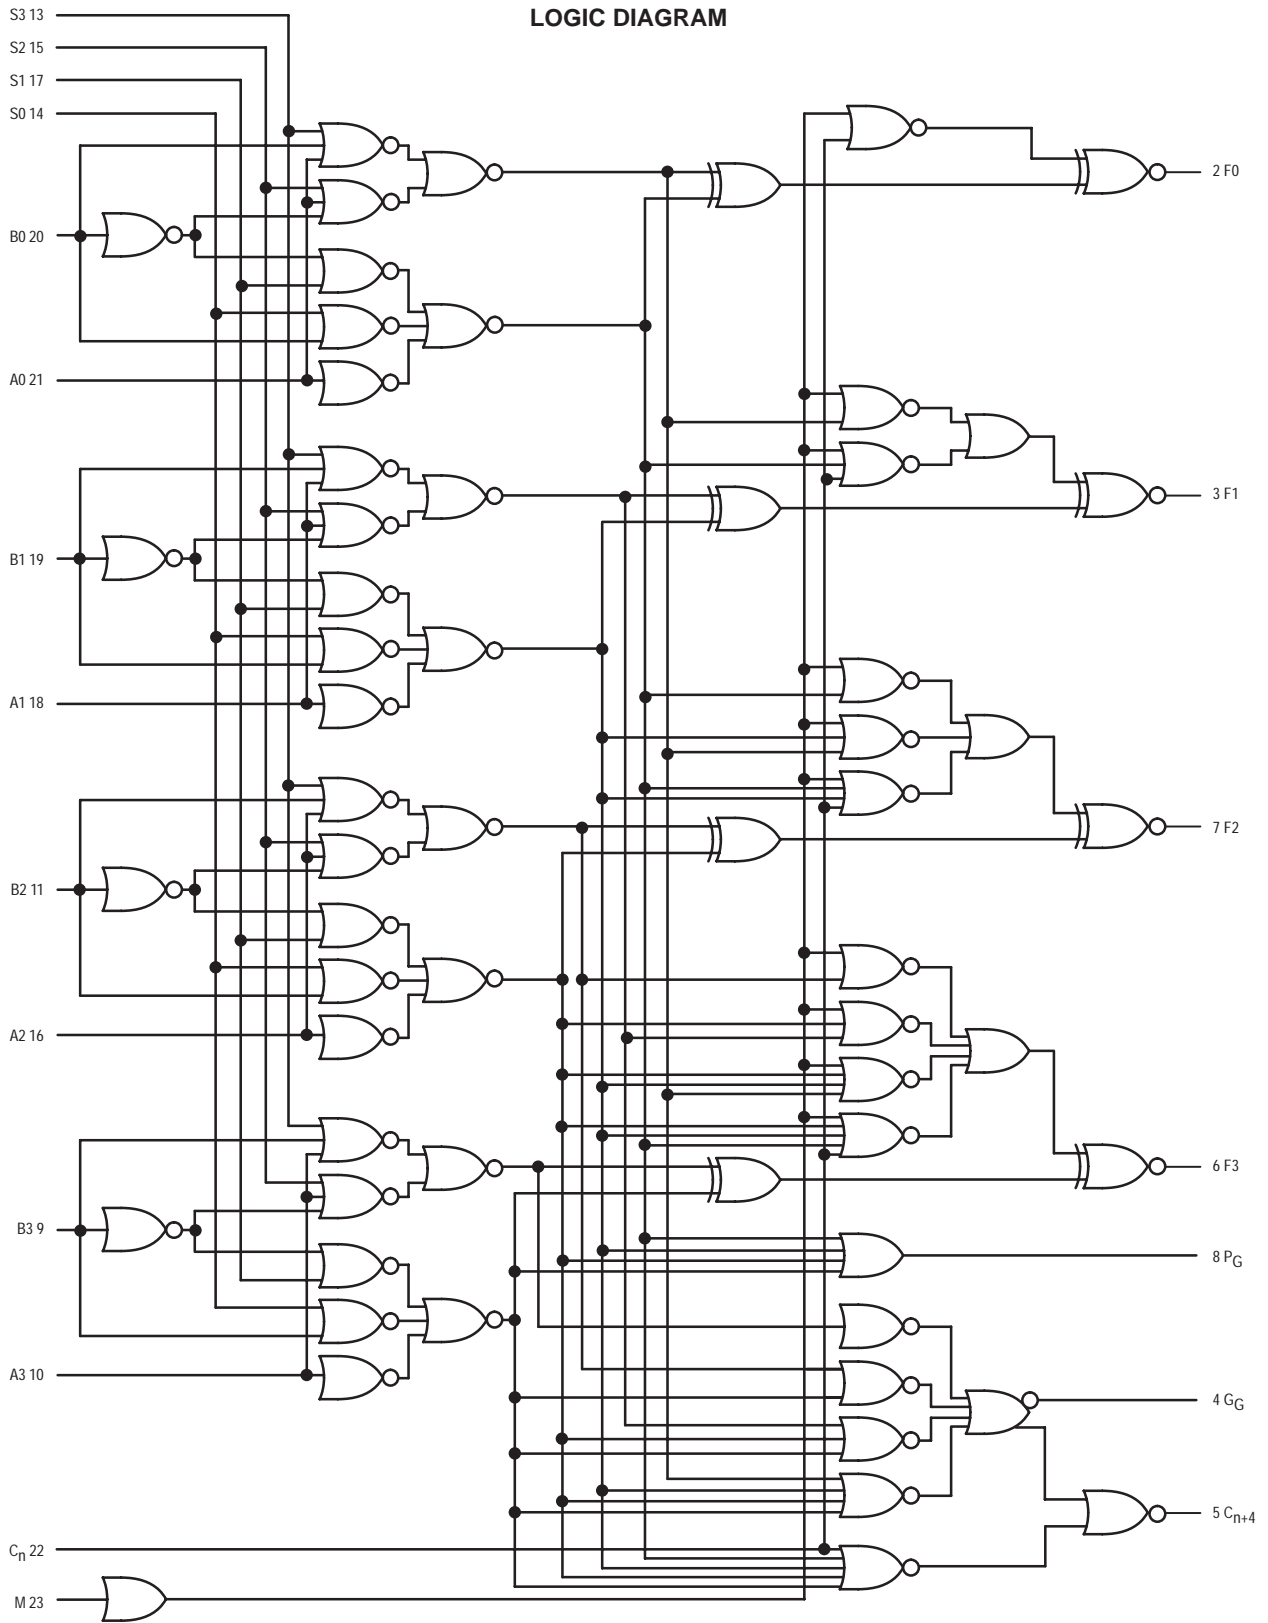 LOGIC DIAGRAM
S3 13
S2 15
S1 17
S0 14
2 F0
B0 20
A0 21
3 F1
B1 19
A1 18
7 F2
B2 11
A2 16
6 F3
B3 9
8 PG
A3 10
4 GG
5 Cn+4
Cn 22
M 23